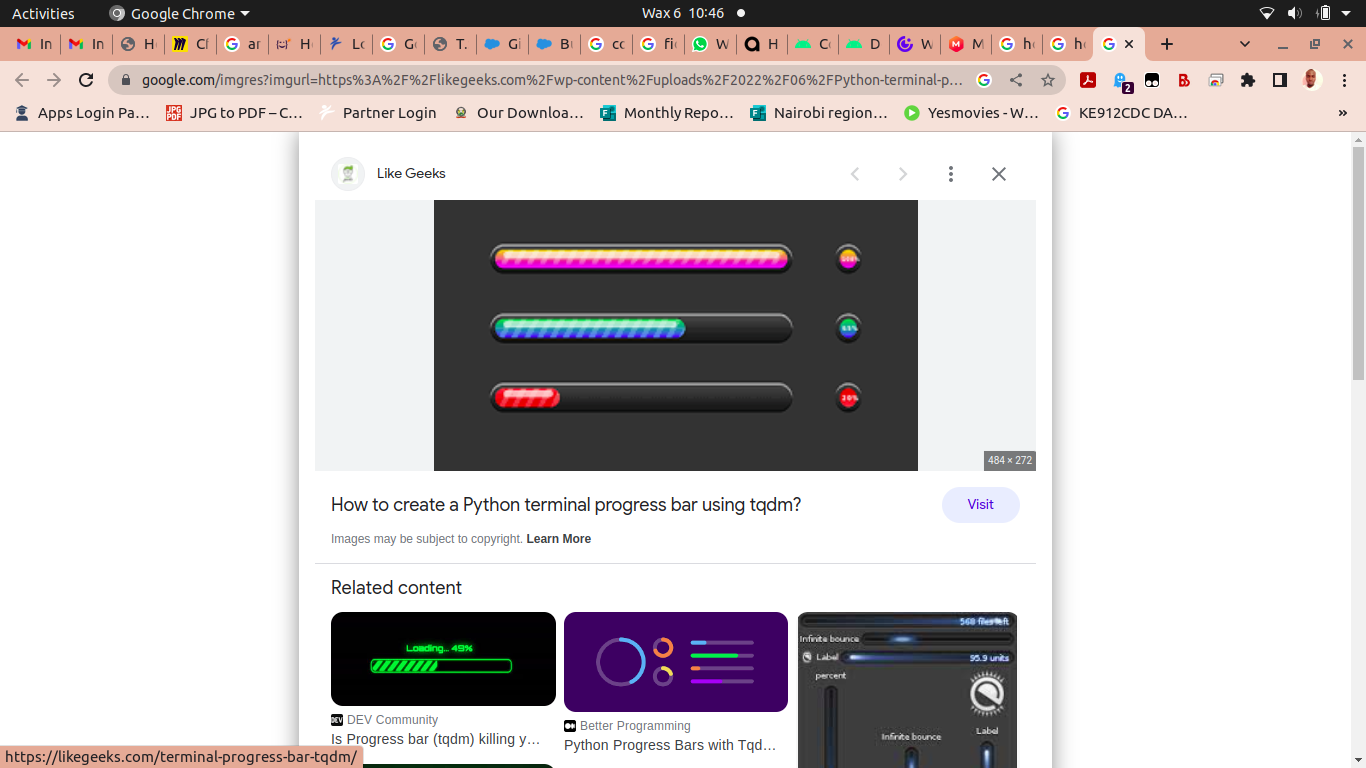 Activities
Google Chrome
Wax 6 10:46
In
In
H
Cl
ar
H
Lo
Go
T.
Gi
B
co
fi
W
H
C
D
W
M
h
h
google.com/imgres?imgurl=https%3A%2F%2Flikegeeks.com%2Fwp-content%2Fuploads%2F2022%2F06%2FPython-terminal-p…
2
Apps Login Pa…
JPG to PDF – C…
Partner Login
Our Downloa…
Monthly Repo…
Nairobi region…
Yesmovies - W…
KE912CDC DA…
»
Like Geeks
20%
484 × 272
How to create a Python terminal progress bar using tqdm?
Visit
Images may be subject to copyright. Learn More
Related content
Loading... 49%
568 files left
Infinite bounce
Label
95.9 units
percent
Infinite bounce
Label
DEV DEV Community
Is Progress bar (tqdm) killing y…
Better Programming
Python Progress Bars with Tqd…
https://likegeeks.com/terminal-progress-bar-tqdm/